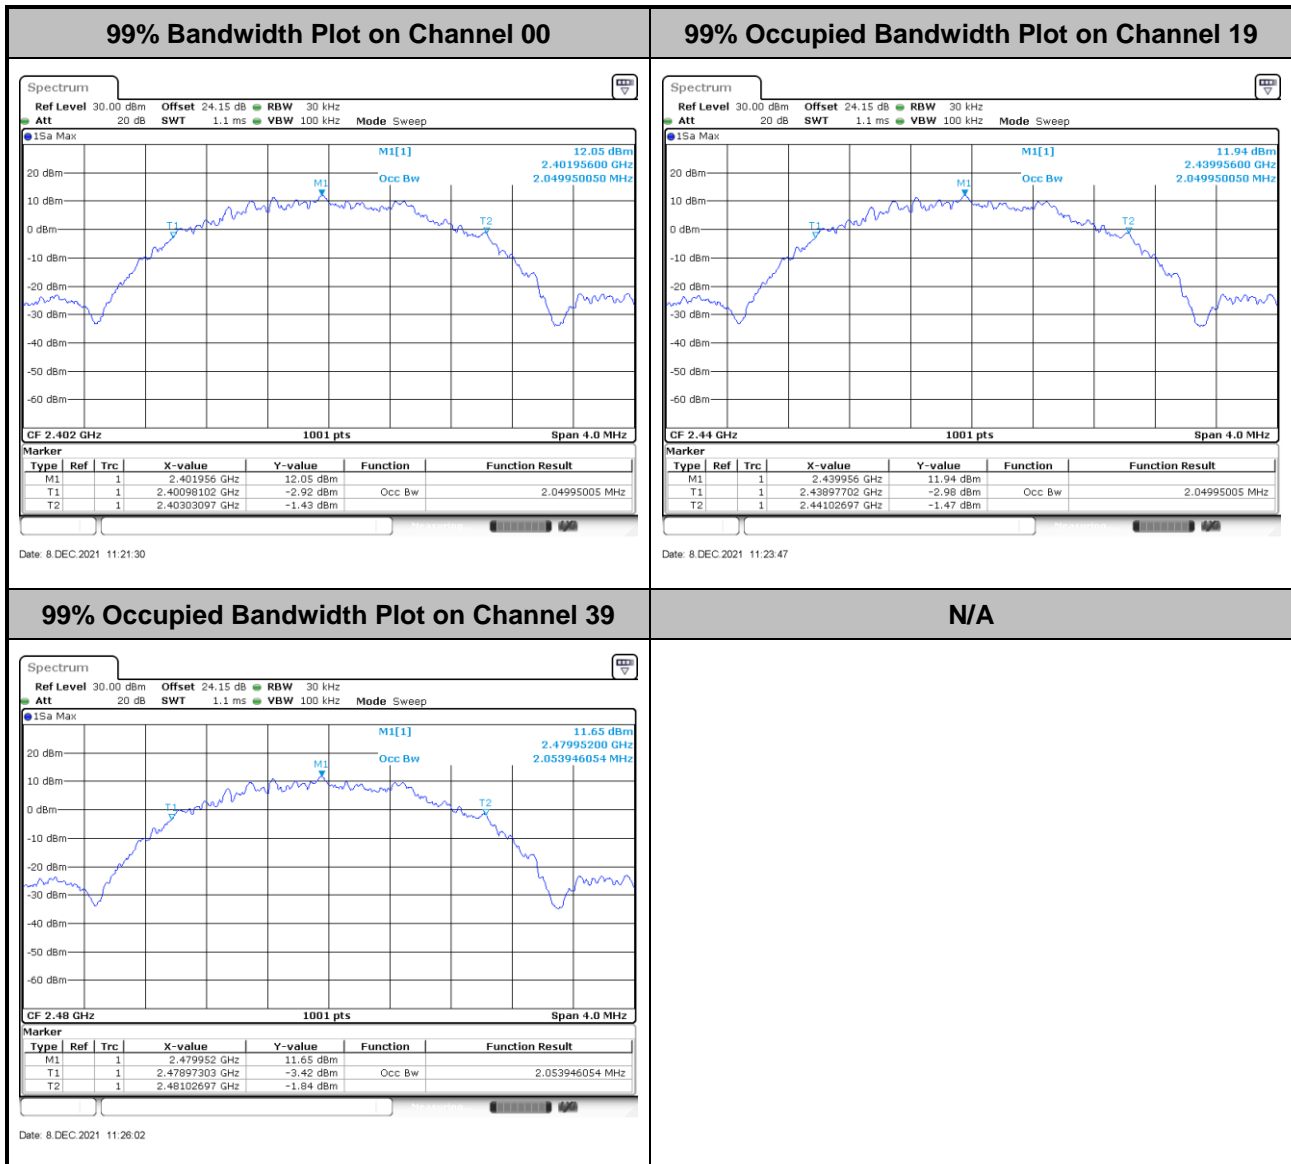 99% Bandwidth Plot on Channel 00
Spectrum
Ref Level 30.00 dBm Offset 24.15 dB RBW 30 kHz
Att 20 dB SWT 1.1 ms VBW 100 kHz Mode Sweep
1Sa Max
M1[1] 12.05 dBm
2.40195600 GHz
Occ Bw 2.049950050 MHz
20 dBm
M1
10 dBm
T1
T2
0 dBm
-10 dBm
-20 dBm
-30 dBm
-40 dBm
-50 dBm
-60 dBm
CF 2.402 GHz 1001 pts Span 4.0 MHz
Marker
Type Ref Trc X-value Y-value Function Function Result
M1 1 2.401956 GHz 12.05 dBm
T1 1 2.40098102 GHz -2.92 dBm Occ Bw 2.04995005 MHz
T2 1 2.40303097 GHz -1.43 dBm
Date: 8.DEC.2021 11:21:30
99% Occupied Bandwidth Plot on Channel 19
Spectrum
Ref Level 30.00 dBm Offset 24.15 dB RBW 30 kHz
Att 20 dB SWT 1.1 ms VBW 100 kHz Mode Sweep
1Sa Max
M1[1] 11.94 dBm
2.43995600 GHz
Occ Bw 2.049950050 MHz
20 dBm
M1
10 dBm
T1
T2
0 dBm
-10 dBm
-20 dBm
-30 dBm
-40 dBm
-50 dBm
-60 dBm
CF 2.44 GHz 1001 pts Span 4.0 MHz
Marker
Type Ref Trc X-value Y-value Function Function Result
M1 1 2.439956 GHz 11.94 dBm
T1 1 2.43897702 GHz -2.98 dBm Occ Bw 2.04995005 MHz
T2 1 2.44102697 GHz -1.47 dBm
Date: 8.DEC.2021 11:23:47
99% Occupied Bandwidth Plot on Channel 39
Spectrum
Ref Level 30.00 dBm Offset 24.15 dB RBW 30 kHz
Att 20 dB SWT 1.1 ms VBW 100 kHz Mode Sweep
1Sa Max
M1[1] 11.65 dBm
2.47995200 GHz
Occ Bw 2.053946054 MHz
20 dBm
M1
10 dBm
T1
T2
0 dBm
-10 dBm
-20 dBm
-30 dBm
-40 dBm
-50 dBm
-60 dBm
CF 2.48 GHz 1001 pts Span 4.0 MHz
Marker
Type Ref Trc X-value Y-value Function Function Result
M1 1 2.479952 GHz 11.65 dBm
T1 1 2.47897303 GHz -3.42 dBm Occ Bw 2.053946054 MHz
T2 1 2.48102697 GHz -1.84 dBm
Date: 8.DEC.2021 11:26:02
N/A